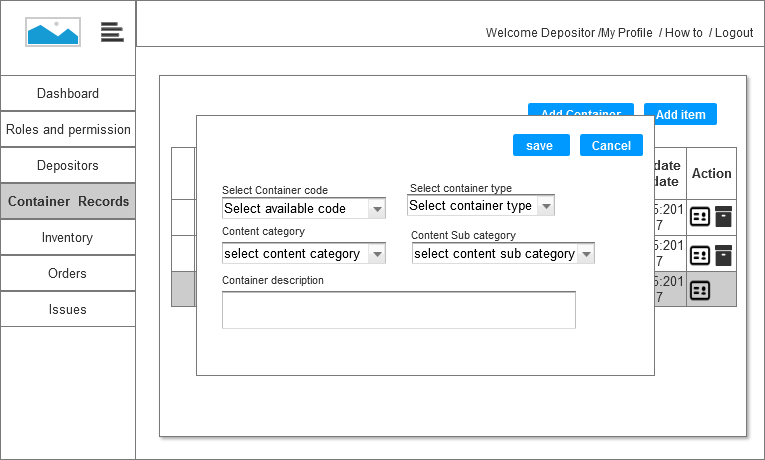 Welcome Depositor /My Profile / How to / Logout
Dashboard
Roles and permission
Depositors
Container Records
Inventory
Orders
Issues
Add Container
Add item
save
Cancel
Select Container code
Select available code
Select container type
Select container type
Content category
select content category
Content Sub category
select content sub category
Container description
date
date
Action
5:201
7
5:201
7
5:201
7